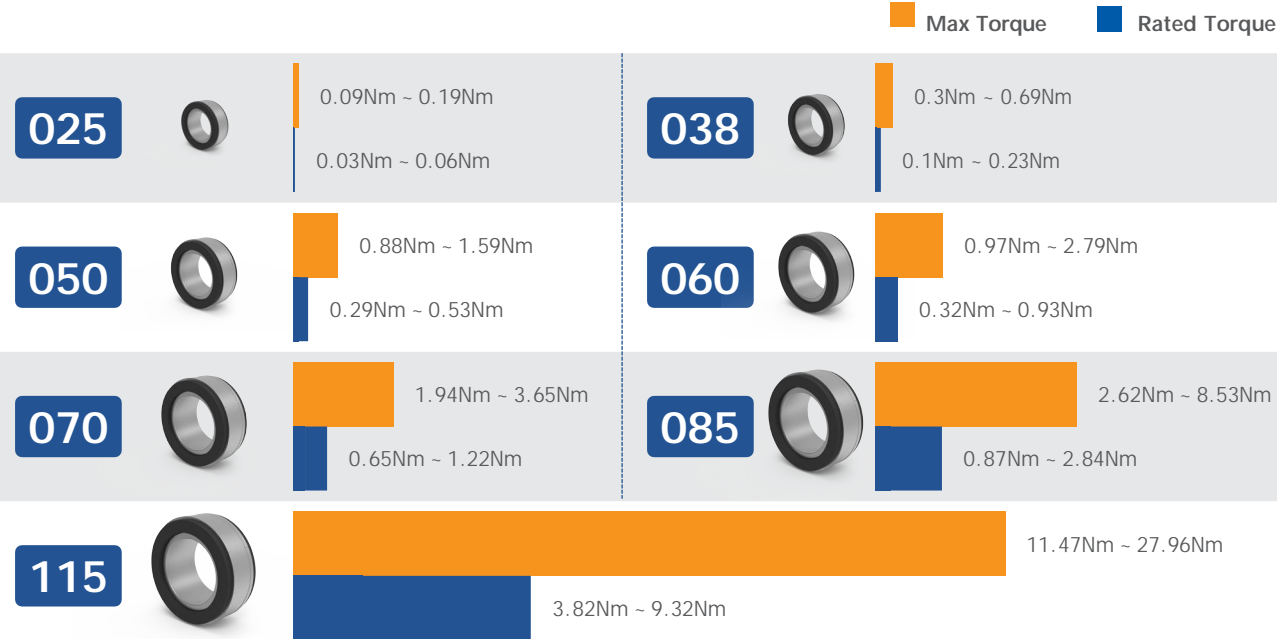 Max Torque Rated Torque
025
0.09Nm ~ 0.19Nm
0.03Nm ~ 0.06Nm
038
0.3Nm ~ 0.69Nm
0.1Nm ~ 0.23Nm
050
0.88Nm ~ 1.59Nm
0.29Nm ~ 0.53Nm
060
0.97Nm ~ 2.79Nm
0.32Nm ~ 0.93Nm
070
1.94Nm ~ 3.65Nm
0.65Nm ~ 1.22Nm
085
2.62Nm ~ 8.53Nm
0.87Nm ~ 2.84Nm
115
11.47Nm ~ 27.96Nm
3.82Nm ~ 9.32Nm